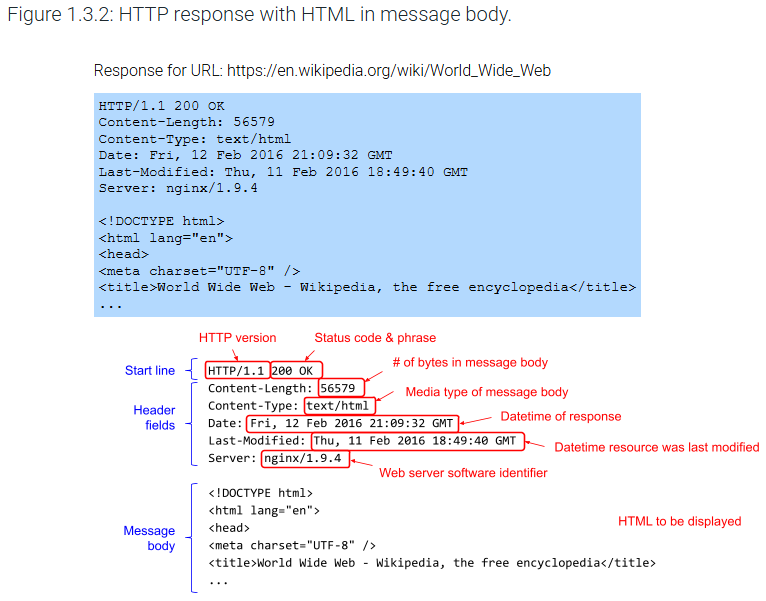 Figure 1.3.2: HTTP response with HTML in message body.
Response for URL: https://en.wikipedia.org/wiki/World_Wide_Web
HTTP/1.1 200 OK
Content-Length: 56579
Content-Type: text/html
Date: Fri, 12 Feb 2016 21:09:32 GMT
Last-Modified: Thu, 11 Feb 2016 18:49:40 GMT
Server: nginx/1.9.4
<!DOCTYPE html>
<html lang="en">
<head>
<meta charset="UTF-8" />
<title>World Wide Web - Wikipedia, the free encyclopedia</title>
...
HTTP version
Status code & phrase
Start line
HTTP/1.1 200 OK
# of bytes in message body
Header
fields
Content-Length: 56579
Media type of message body
Content-Type: text/html
Datetime of response
Date: Fri, 12 Feb 2016 21:09:32 GMT
Last-Modified: Thu, 11 Feb 2016 18:49:40 GMT
Datetime resource was last modified
Server: nginx/1.9.4
Web server software identifier
Message
body
<!DOCTYPE html>
<html lang="en">
<head>
<meta charset="UTF-8" />
<title>World Wide Web - Wikipedia, the free encyclopedia</title>
...
HTML to be displayed